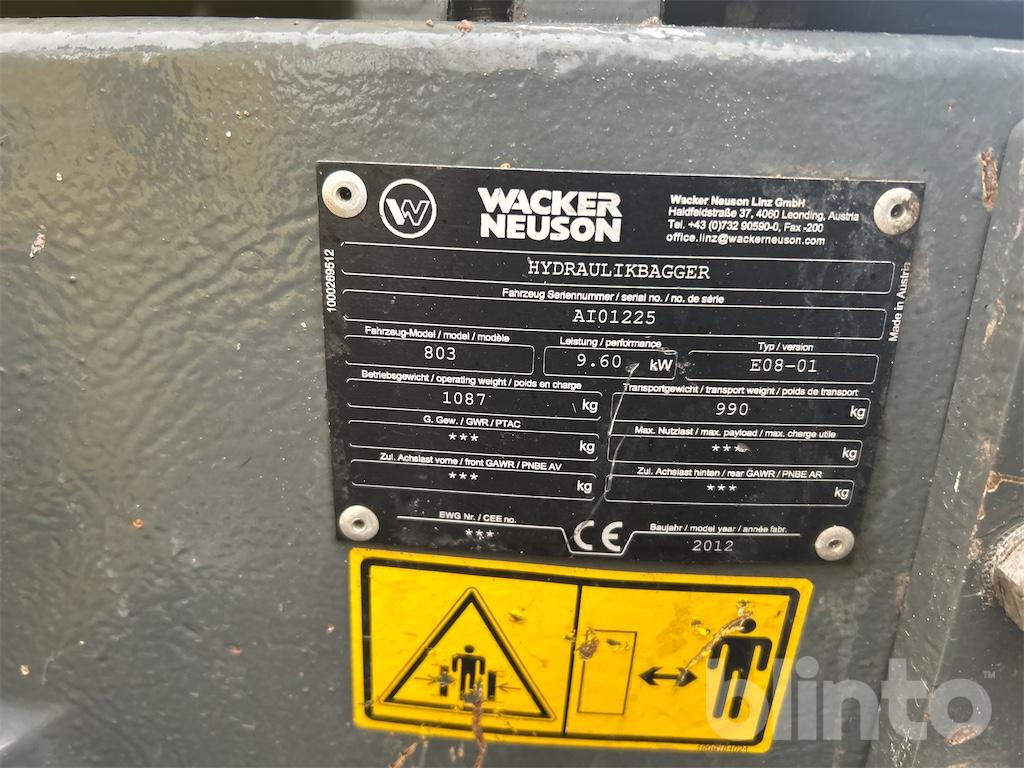 W
WACKER
NEUSON
Wacker Neuson Linz GmbH
Haidfeldstraße 37, 4060 Leonding, Austria
Tel. +43 (0)732 90590-0, Fax -200
office.linz@wackerneuson.com
1000269512
HYDRAULIKBAGGER
Made in Austria
Fahrzeug Seriennummer / serial no. / no. de série
AI01225
Fahrzeug-Model / model / modèle
803
Leistung / performance
9.60 kW
Typ / version
E08-01
Betriebsgewicht / operating weight / poids en charge
1087 kg
Transportgewicht / transport weight / poids de transport
990 kg
G. Gew. / GWR / PTAC
*** kg
Max. Nutzlast / max. payload / max. charge utile
*** kg
Zul. Achslast vorne / front GAWR / PNBE AV
*** kg
Zul. Achslast hinten / rear GAWR / PNBE AR
*** kg
EWG Nr. / CEE no.
***
CE
Baujahr / model year / année fabr.
2012
blinto™